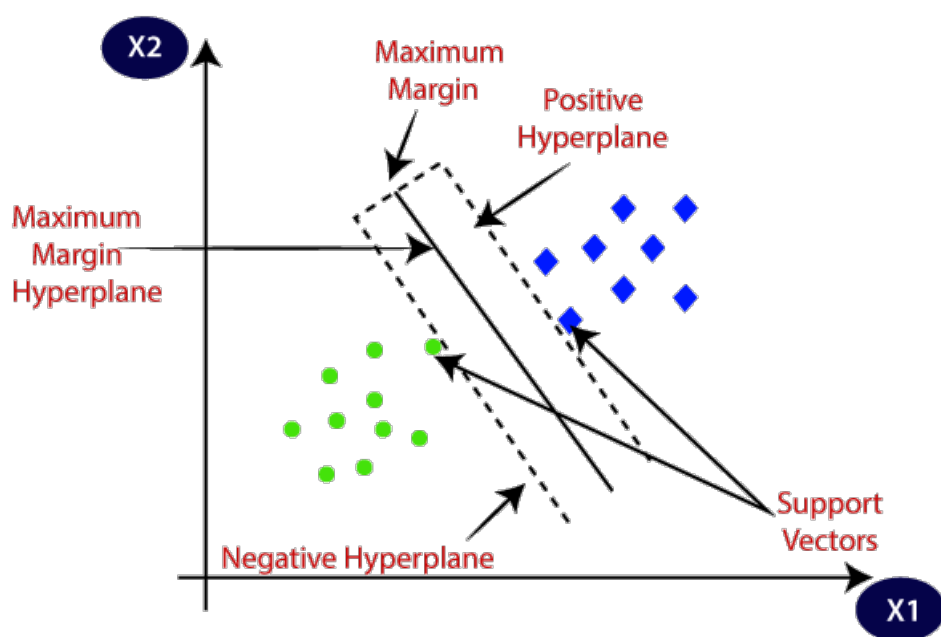 X2
Maximum
Margin
Positive
Hyperplane
Maximum
Margin
Hyperplane
Support
Vectors
Negative Hyperplane
X1